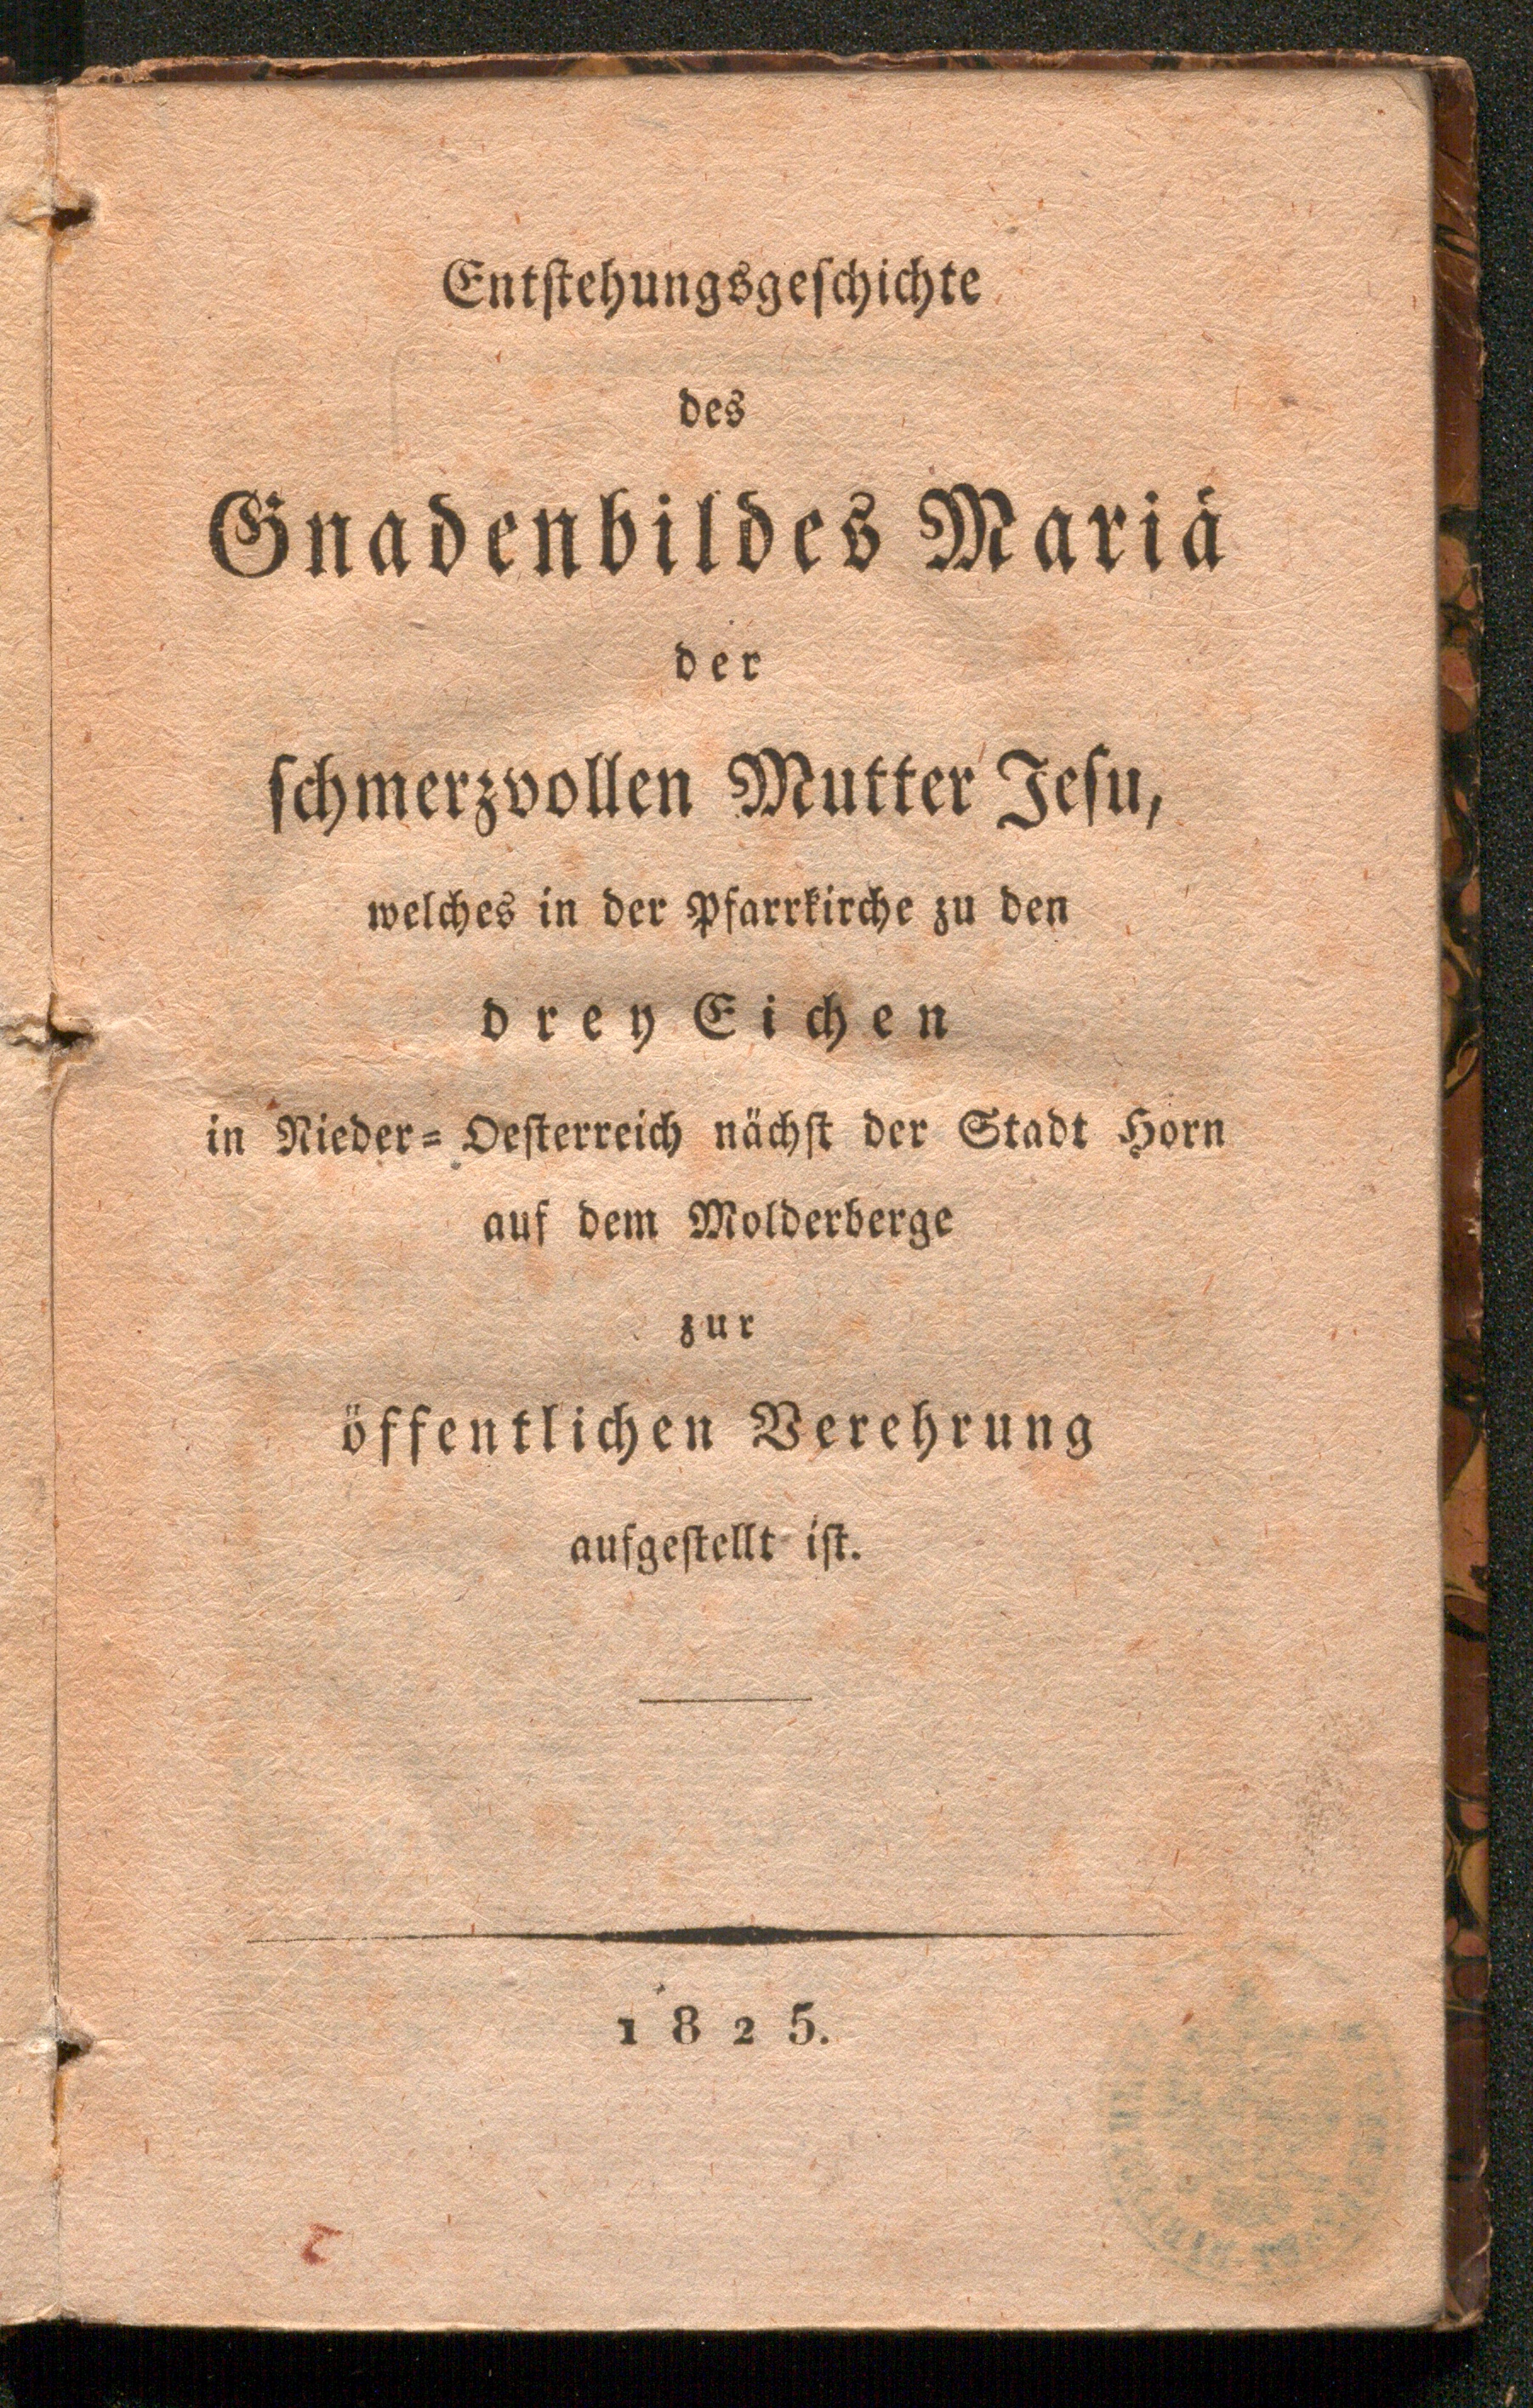 Entstehungsgeschichte
des
Gnadenbildes Mariä
der
schmerzvollen Mutter Jesu,
welches in der Pfarrkirche zu den
drey Eichen
in Nieder-Oesterreich nächst der Stadt Horn
auf dem Molderberge
zur
öffentlichen Verehrung
aufgestellt ist.
1825.